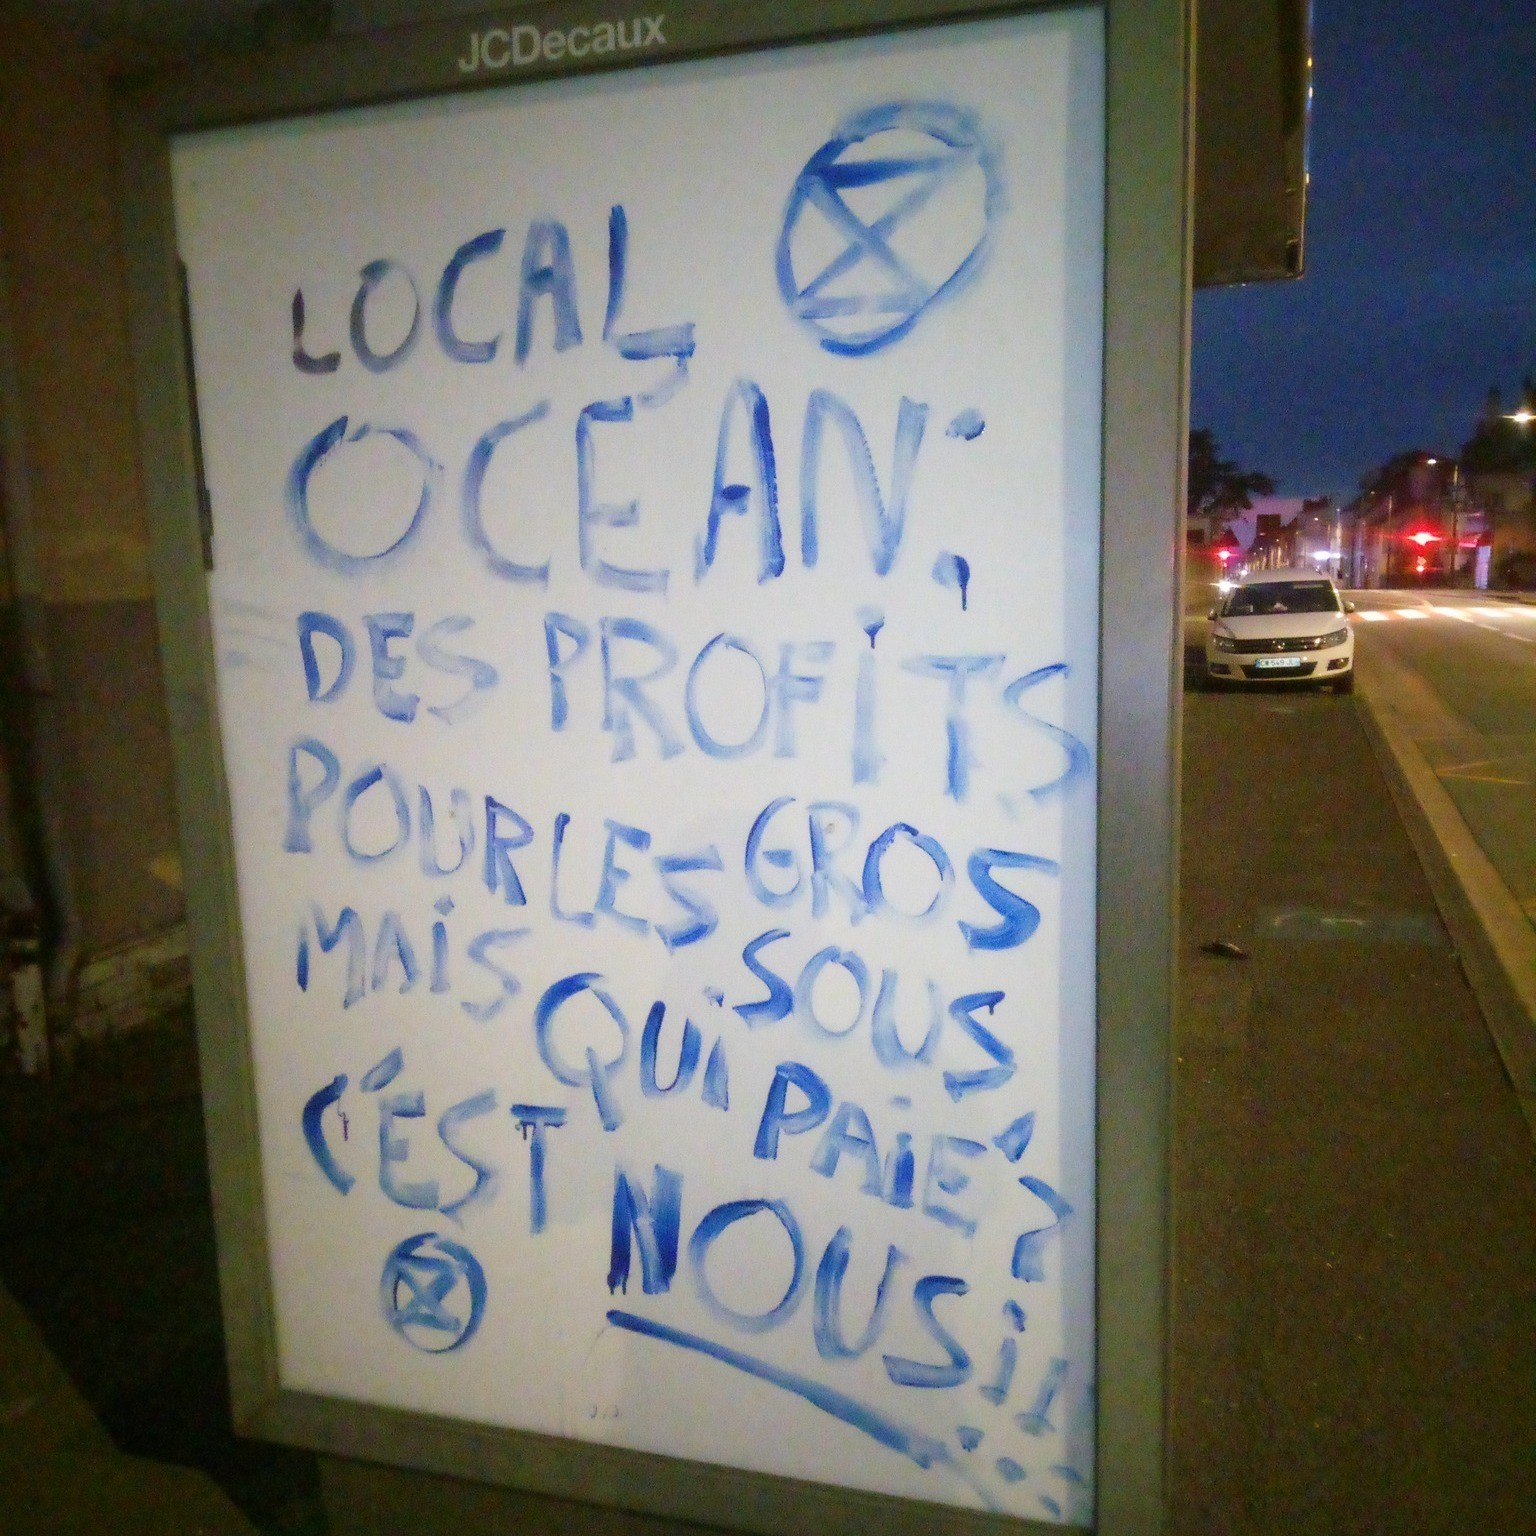 JCDecaux
LOCAL
OCEAN:
DES PROFITS
POUR LES GROS
SOUS
MAIS QUI PAIE?
C'EST NOUS!!